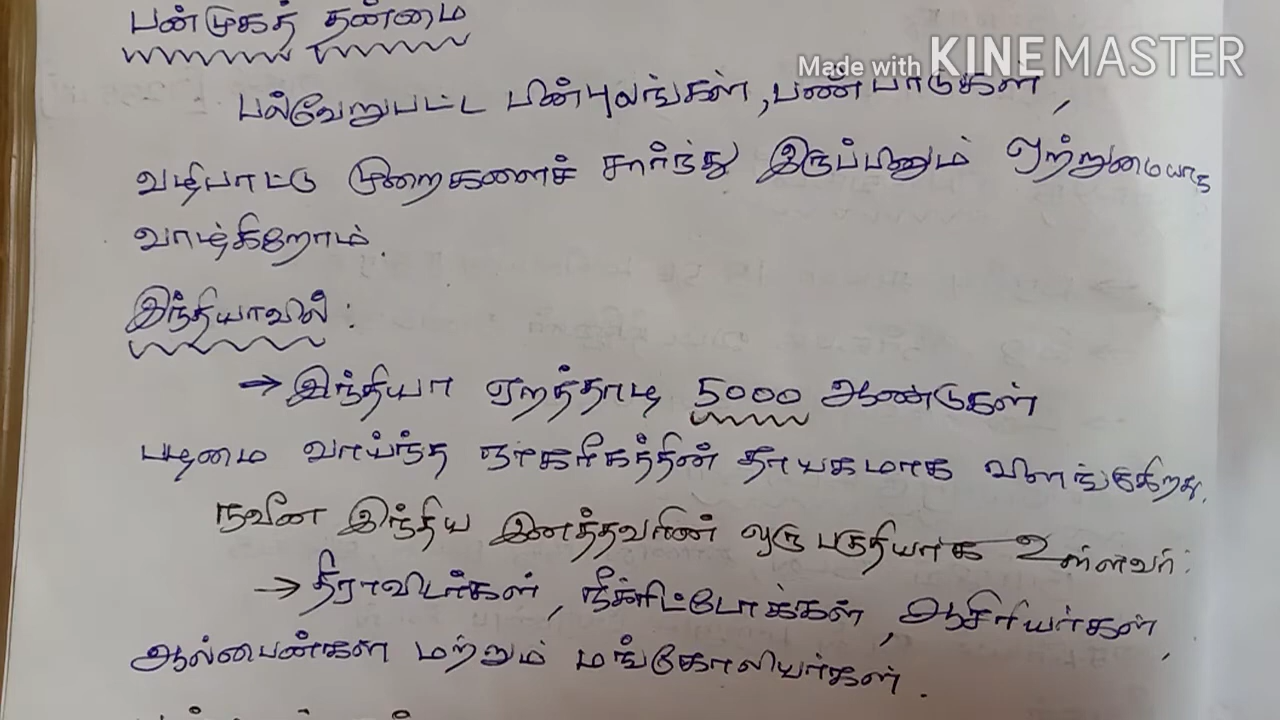 பன்முகத் தன்மை
Made with KINEMASTER
பல்வேறுபட்ட பின்புலங்கள், பண்பாடுகள்,
வழிபாட்டு முறைகளைச் சார்ந்து இருப்பினும் ஒற்றுமையாக
வாழ்கிறோம்.
இந்தியாவில் :
→ இந்தியா ஏறத்தாழ 5000 ஆண்டுகள்
பழமை வாய்ந்த நாகரிகத்தின் தாயகமாக விளங்குகிறது.
நவீன இந்திய இனத்தவரின் ஒரு பகுதியாக உள்ளவர்:
→ திராவிடர்கள், நீக்ரிட்டோக்கள், ஆசிரியர்கள்,
ஆல்பைன்கள் மற்றும் மங்கோலியர்கள்.